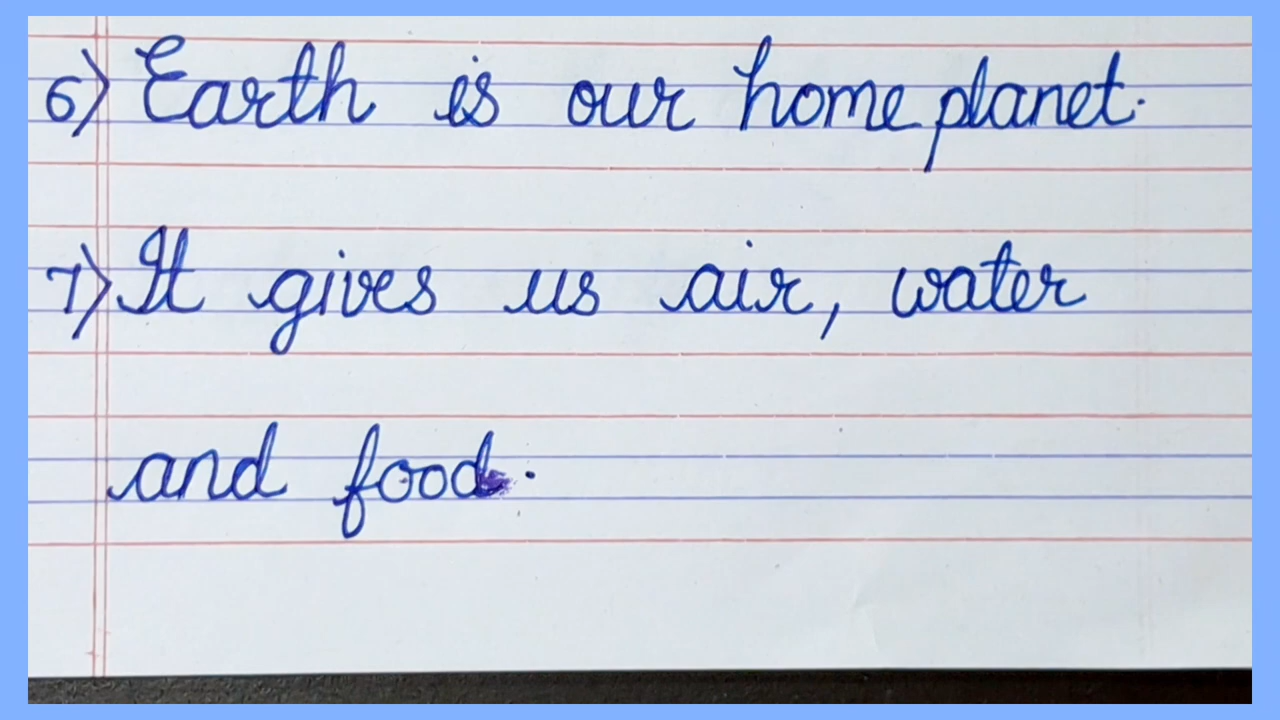 6) Earth is our home planet.
7) It gives us air, water
and food.